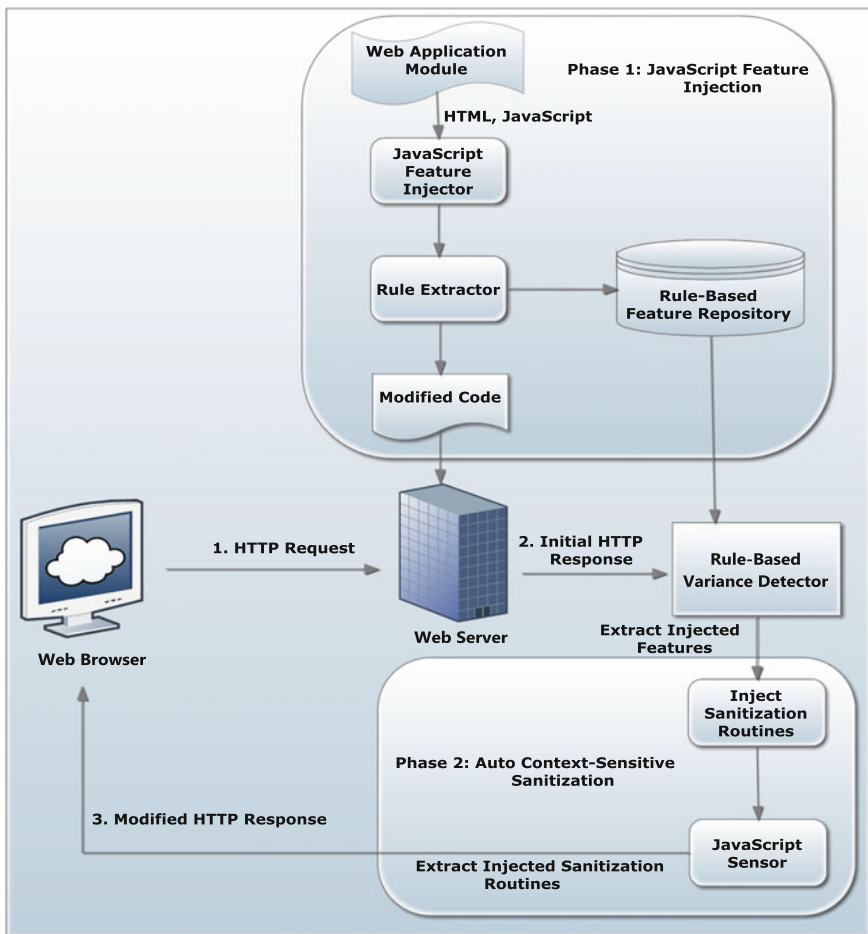 Web Application
Module
Phase 1: JavaScript Feature
Injection
HTML, JavaScript
JavaScript
Feature
Injector
Rule Extractor
Rule-Based
Feature Repository
Modified Code
1. HTTP Request
2. Initial HTTP
Response
Rule-Based
Variance Detector
Web Server
Web Browser
Extract Injected
Features
Inject
Sanitization
Routines
Phase 2: Auto Context-Sensitive
Sanitization
3. Modified HTTP Response
JavaScript
Sensor
Extract Injected Sanitization
Routines